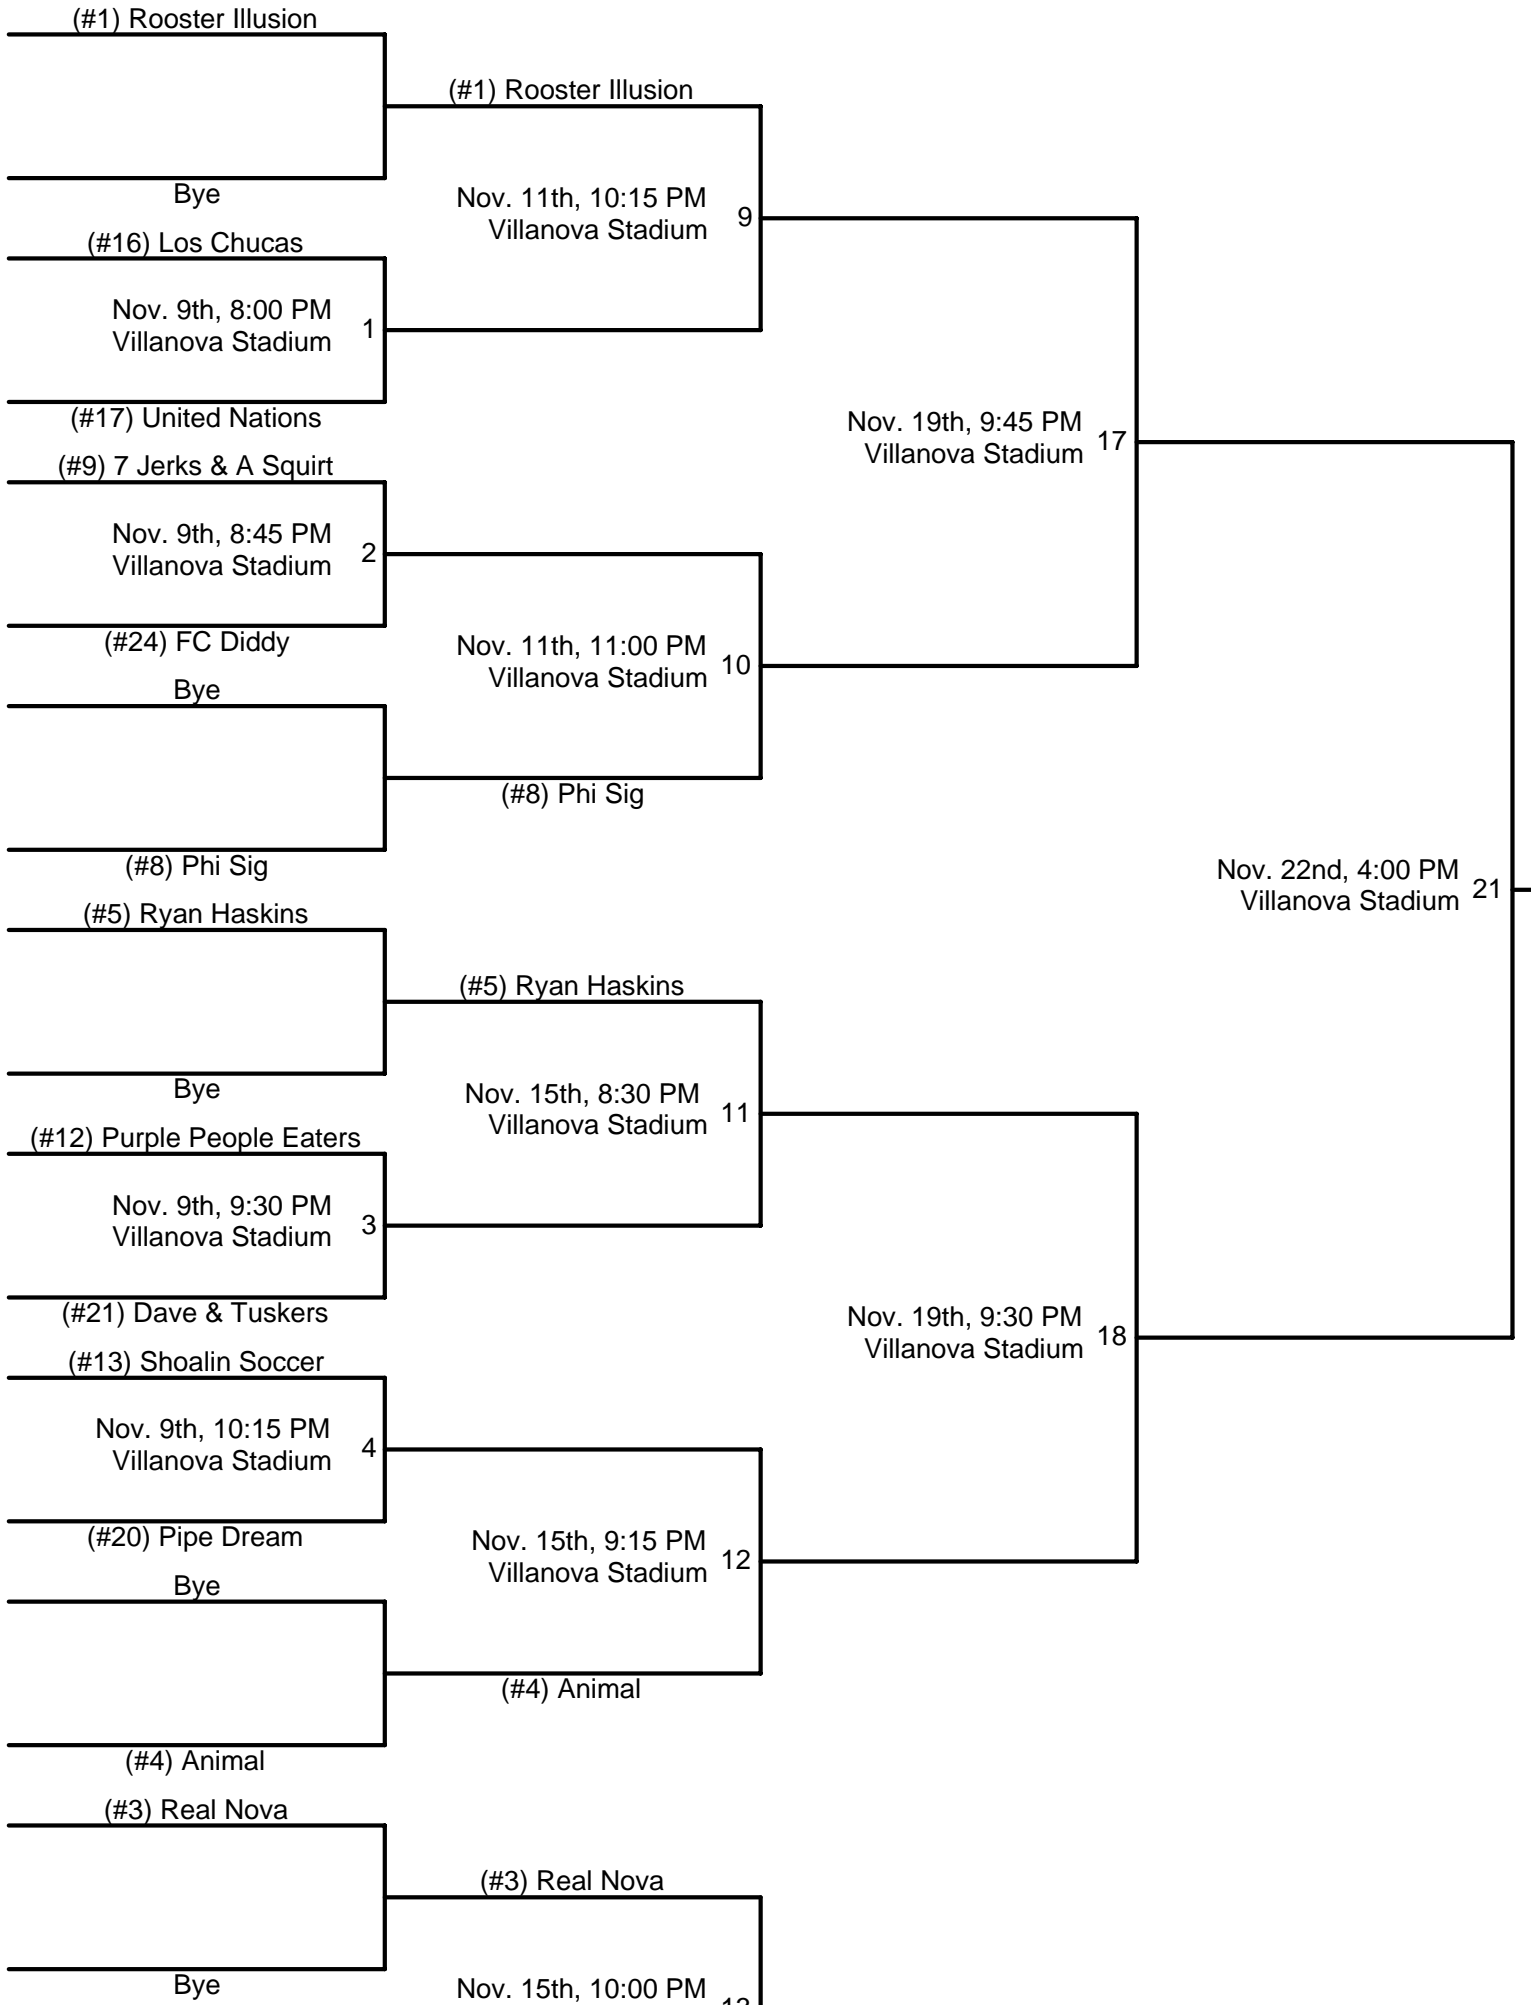 (#1) Rooster Illusion
(#1) Rooster Illusion
Bye
Nov. 11th, 10:15 PM
Villanova Stadium
9
(#16) Los Chucas
Nov. 9th, 8:00 PM
Villanova Stadium
1
(#17) United Nations
Nov. 19th, 9:45 PM
Villanova Stadium
17
(#9) 7 Jerks & A Squirt
Nov. 9th, 8:45 PM
Villanova Stadium
2
(#24) FC Diddy
Nov. 11th, 11:00 PM
Villanova Stadium
10
Bye
(#8) Phi Sig
(#8) Phi Sig
Nov. 22nd, 4:00 PM
Villanova Stadium
21
(#5) Ryan Haskins
(#5) Ryan Haskins
Bye
Nov. 15th, 8:30 PM
Villanova Stadium
11
(#12) Purple People Eaters
Nov. 9th, 9:30 PM
Villanova Stadium
3
(#21) Dave & Tuskers
Nov. 19th, 9:30 PM
Villanova Stadium
18
(#13) Shoalin Soccer
Nov. 9th, 10:15 PM
Villanova Stadium
4
(#20) Pipe Dream
Nov. 15th, 9:15 PM
Villanova Stadium
12
Bye
(#4) Animal
(#4) Animal
(#3) Real Nova
(#3) Real Nova
Bye
Nov. 15th, 10:00 PM